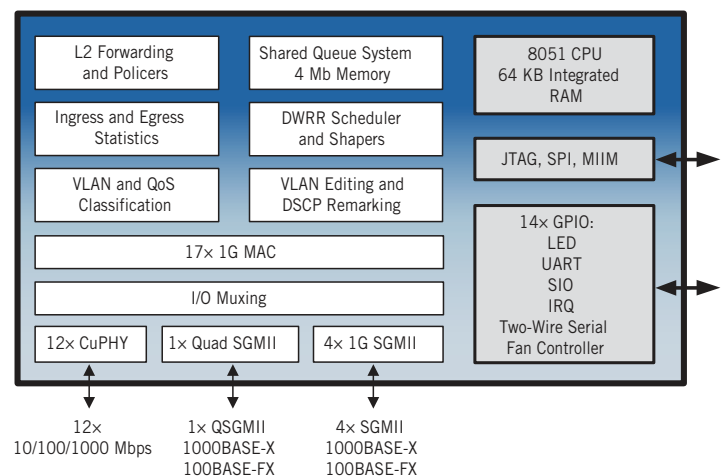 L2 Forwarding
and Policers
Shared Queue System
4 Mb Memory
8051 CPU
64 KB Integrated
RAM
Ingress and Egress
Statistics
DWRR Scheduler
and Shapers
JTAG, SPI, MIIM
VLAN and QoS
Classification
VLAN Editing and
DSCP Remarking
14× GPIO:
LED
UART
SIO
IRQ
Two-Wire Serial
Fan Controller
17× 1G MAC
I/O Muxing
12× CuPHY
1× Quad SGMII
4× 1G SGMII
12×
10/100/1000 Mbps
1× QSGMII
1000BASE-X
100BASE-FX
4× SGMII
1000BASE-X
100BASE-FX